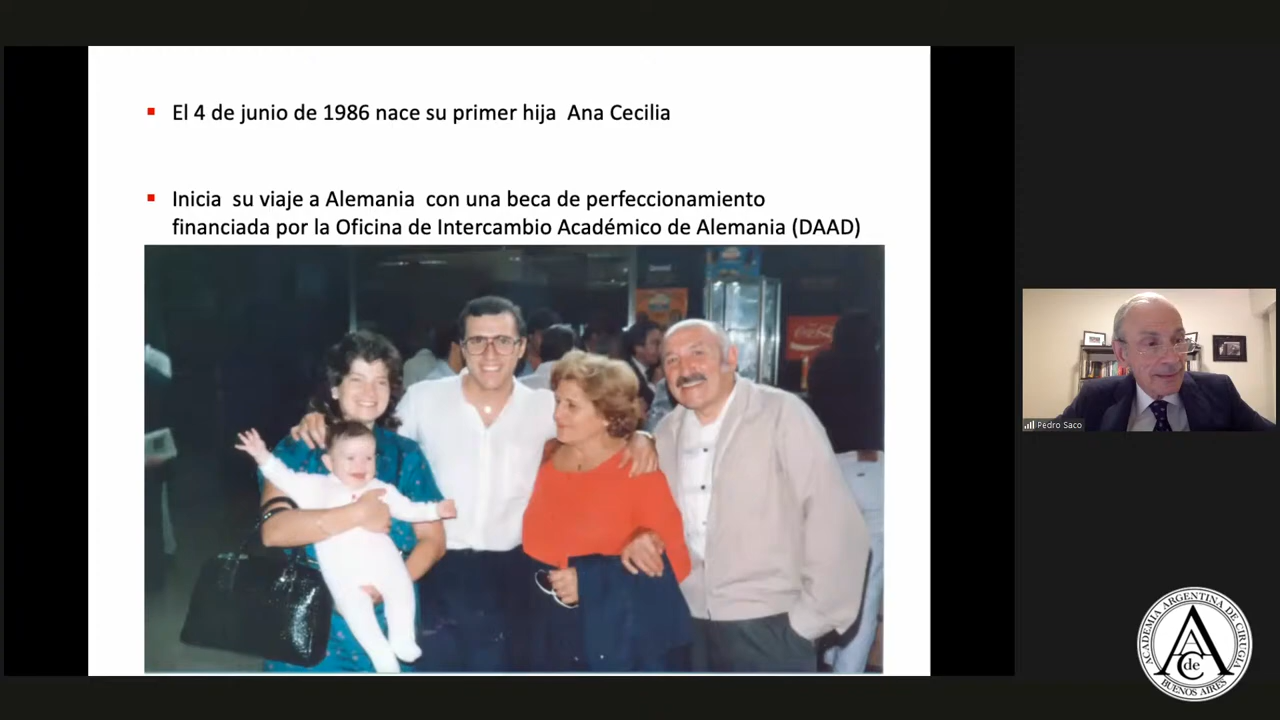 El 4 de junio de 1986 nace su primer hija Ana Cecilia
Inicia su viaje a Alemania con una beca de perfeccionamiento
financiada por la Oficina de Intercambio Académico de Alemania (DAAD)
Pedro Saco
ACADEMIA ARGENTINA DE CIRUGÍA
AAC
de
BUENOS AIRES